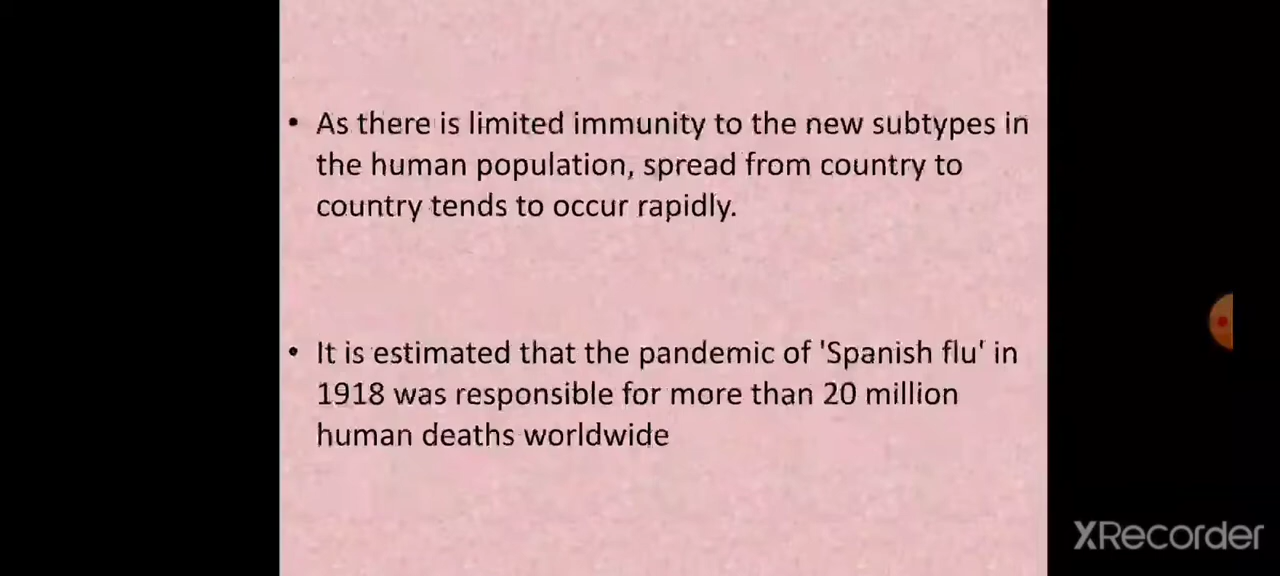 • As there is limited immunity to the new subtypes in
the human population, spread from country to
country tends to occur rapidly.
• It is estimated that the pandemic of 'Spanish flu' in
1918 was responsible for more than 20 million
human deaths worldwide
XRecorder